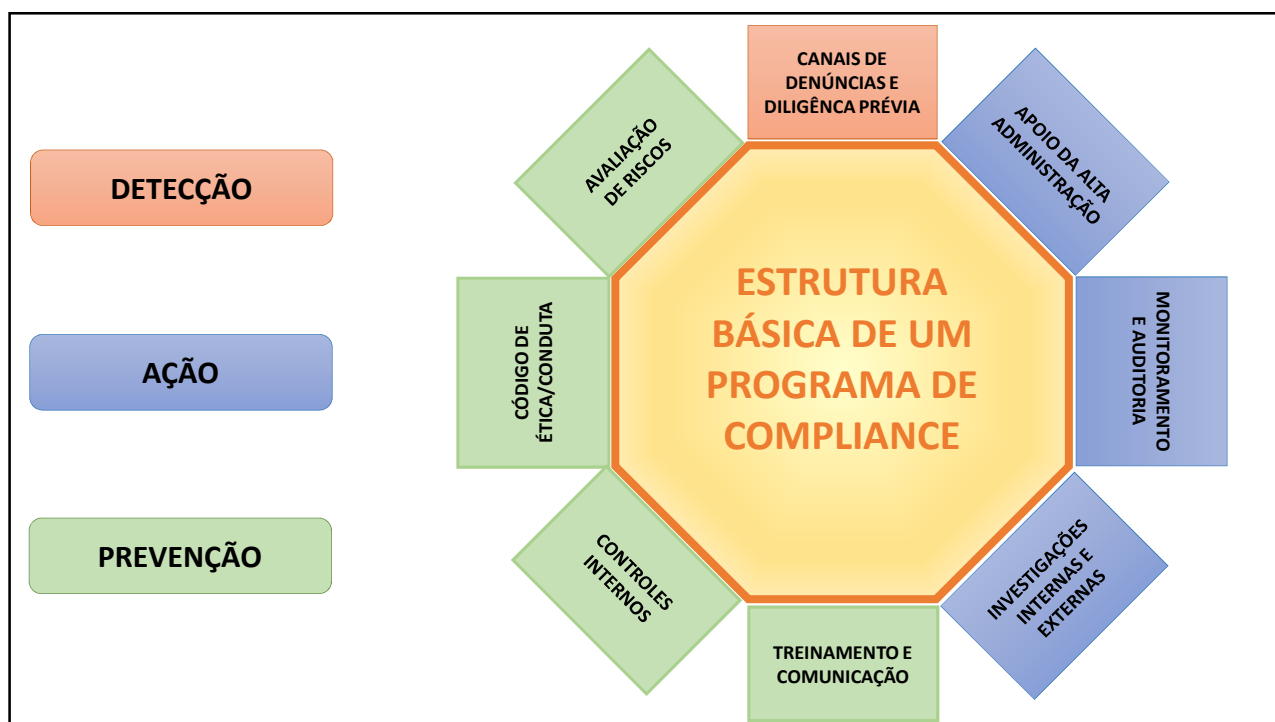 DETECÇÃO
AÇÃO
PREVENÇÃO
CANAIS DE
DENÚNCIAS E
DILIGÊNCA PRÉVIA
APOIO DA ALTA
ADMINISTRAÇÃO
MONITORAMENTO
E AUDITORIA
INVESTIGAÇÕES
INTERNAS E
EXTERNAS
TREINAMENTO E
COMUNICAÇÃO
CONTROLES
INTERNOS
CÓDIGO DE
ÉTICA/CONDUTA
AVALIAÇÃO
DE RISCOS
ESTRUTURA
BÁSICA DE UM
PROGRAMA DE
COMPLIANCE